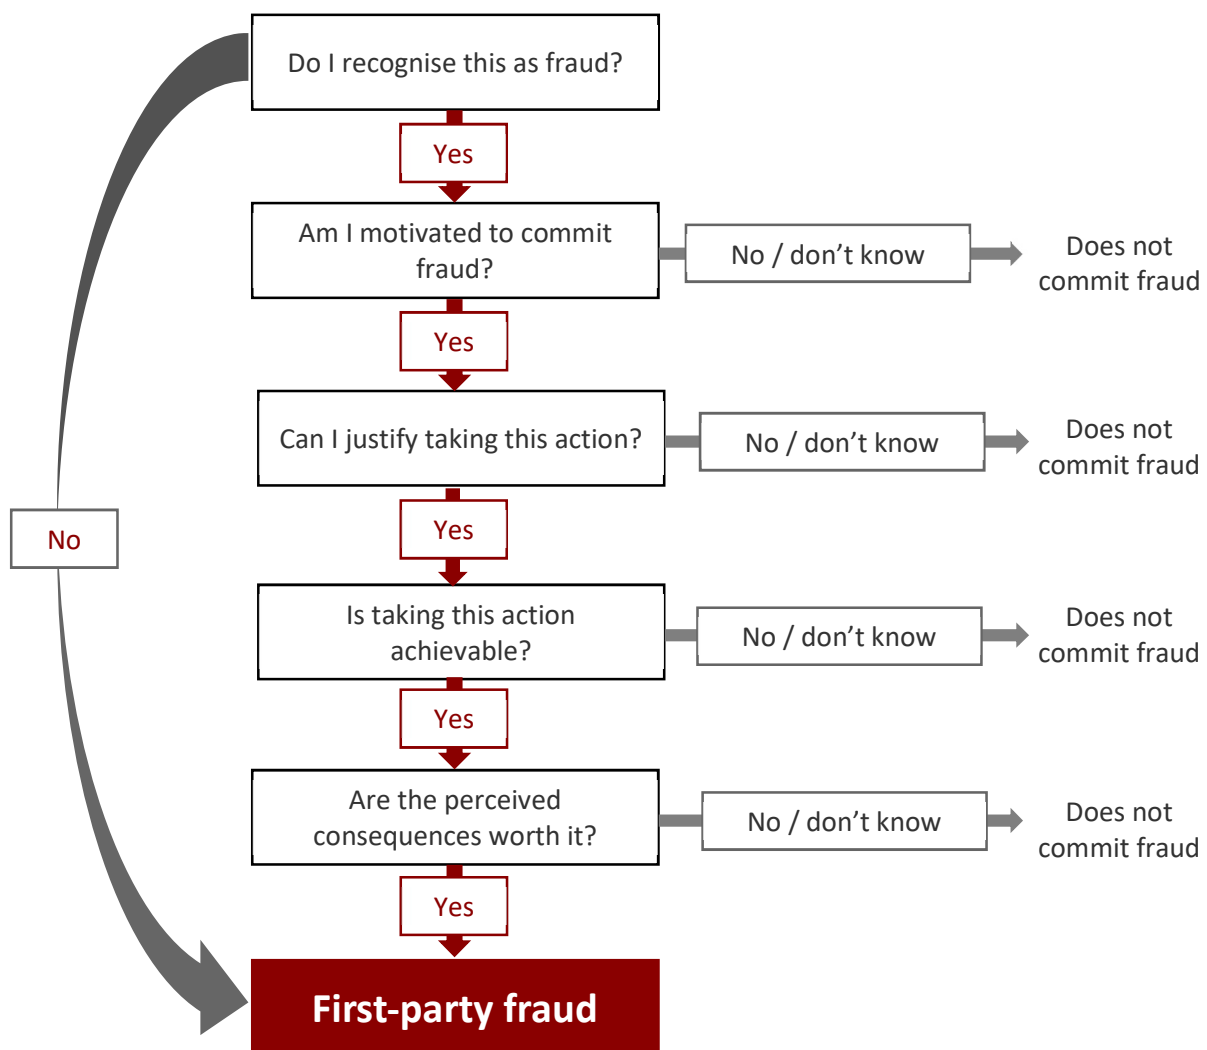 Do I recognise this as fraud?
Yes
Am I motivated to commit
fraud?
No / don't know
Does not
commit fraud
Yes
Can I justify taking this action?
No / don't know
Does not
commit fraud
No
Yes
Is taking this action
achievable?
No / don't know
Does not
commit fraud
Yes
Are the perceived
consequences worth it?
No / don't know
Does not
commit fraud
Yes
First-party fraud